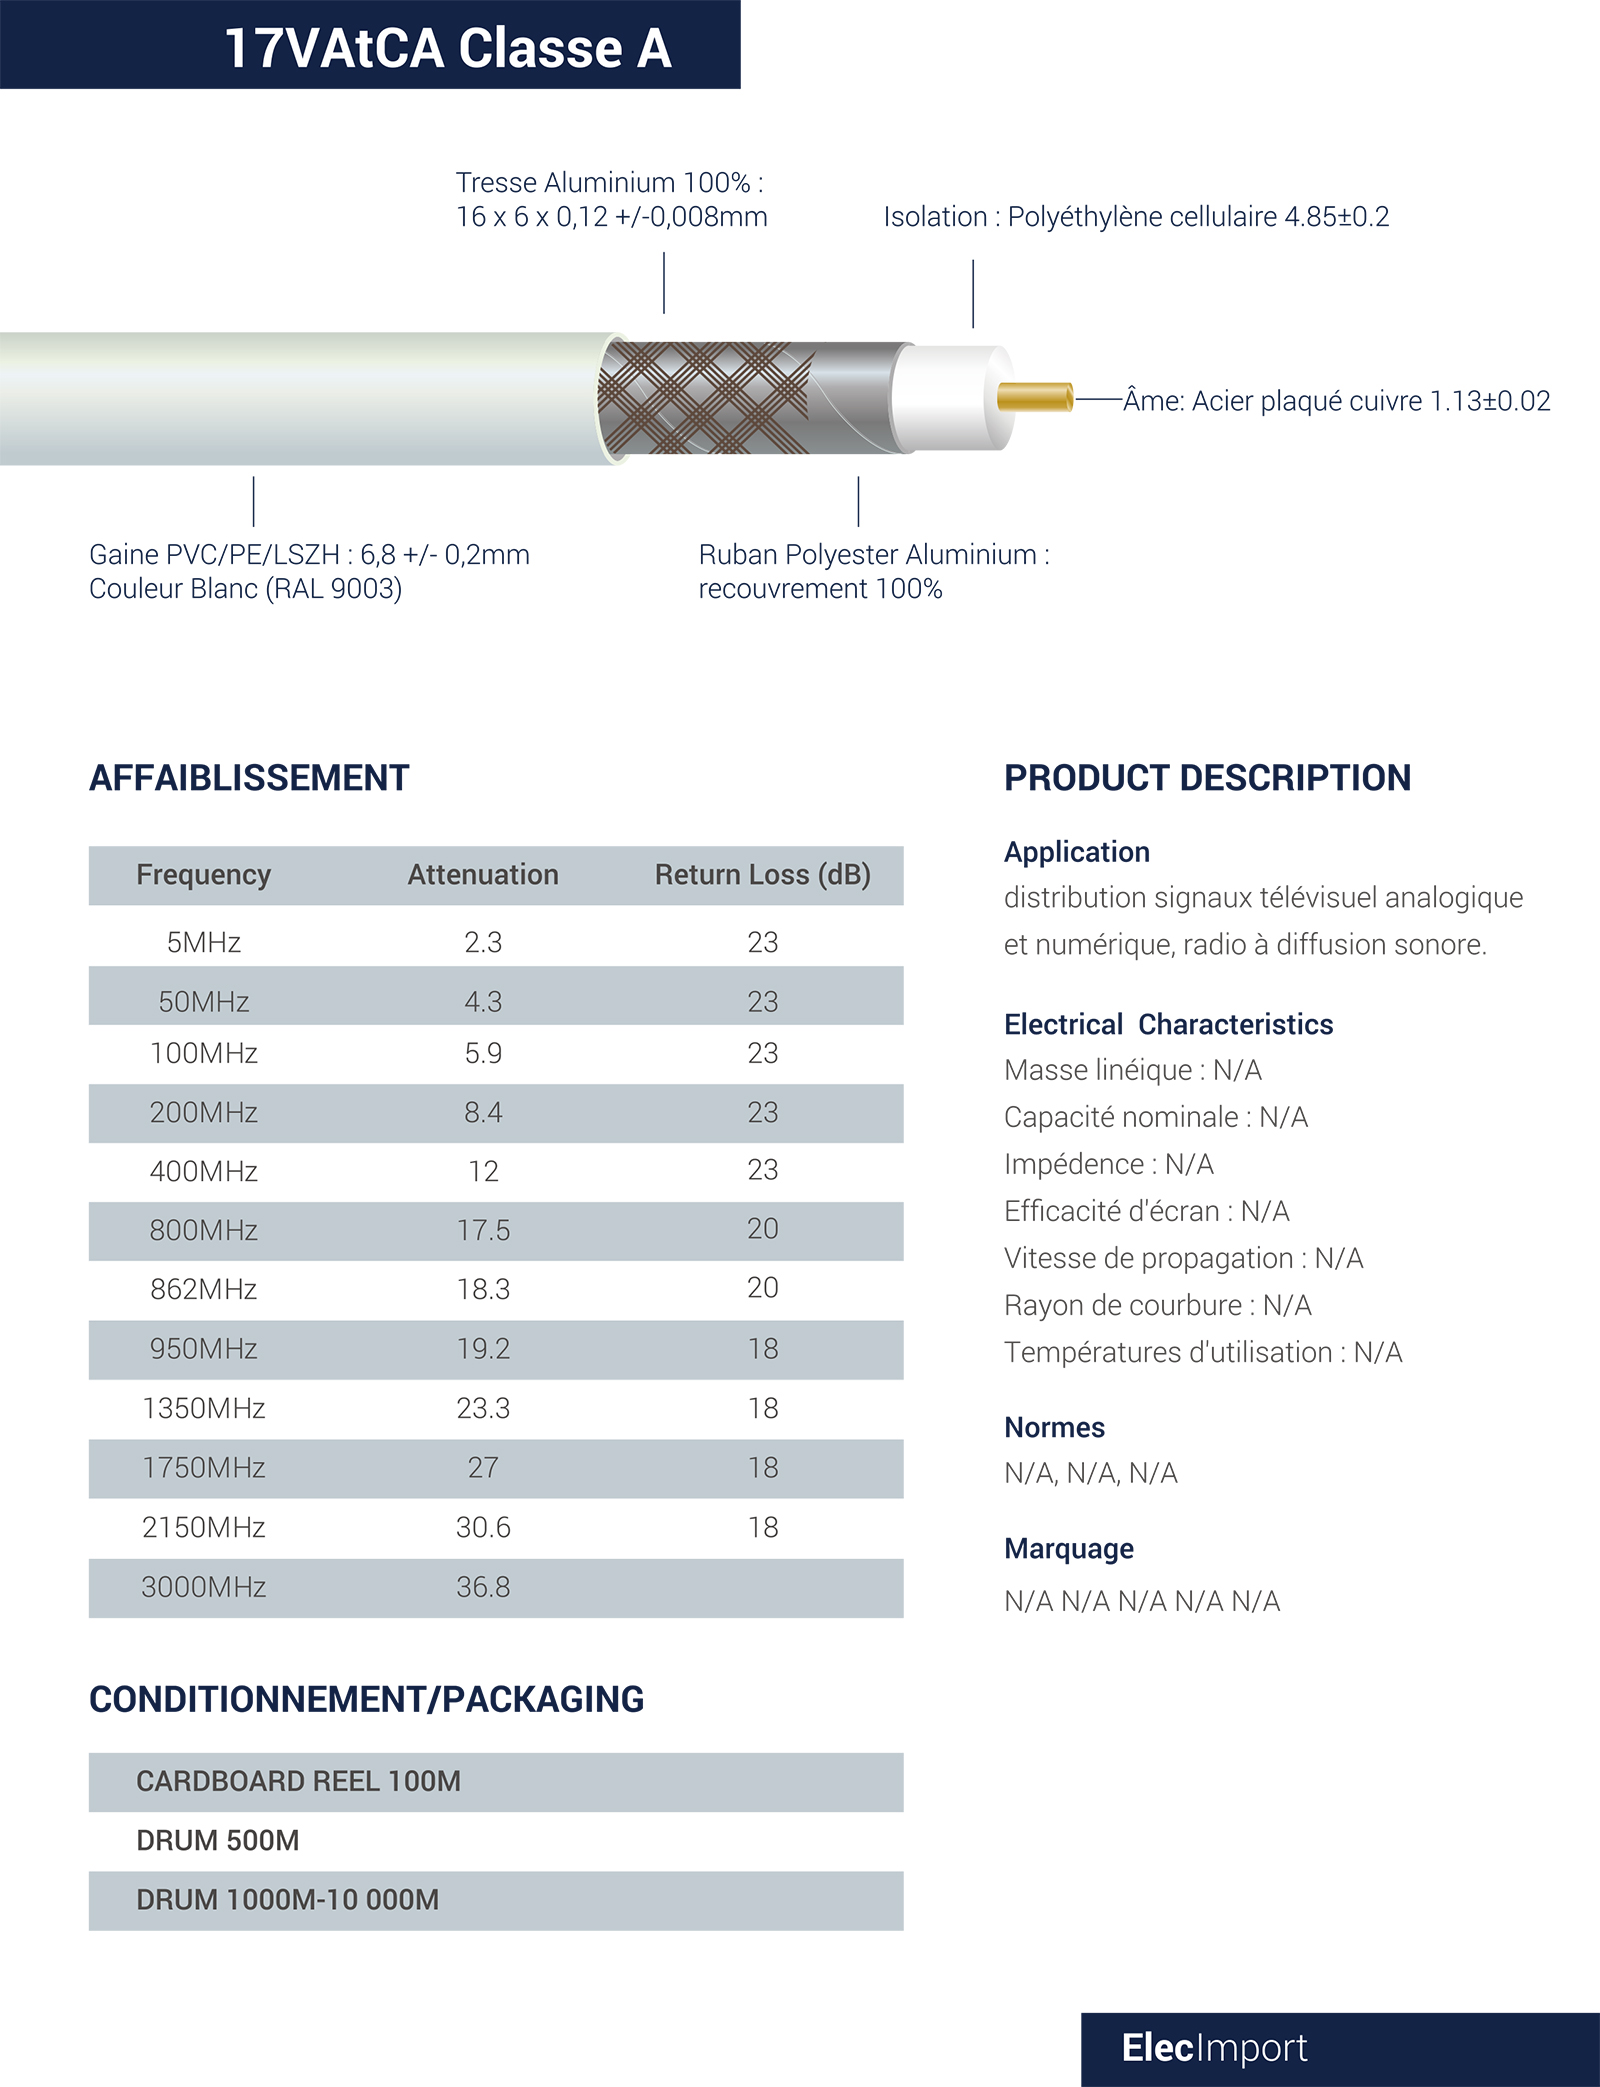 17VAtCA Classe A
Tresse Aluminium 100% :
16 x 6 x 0,12 +/-0,008mm
Isolation : Polyéthylène cellulaire 4.85±0.2
Âme: Acier plaqué cuivre 1.13±0.02
Gaine PVC/PE/LSZH : 6,8 +/- 0,2mm
Couleur Blanc (RAL 9003)
Ruban Polyester Aluminium :
recouvrement 100%
AFFAIBLISSEMENT
Frequency Attenuation Return Loss (dB)
5MHz 2.3 23
50MHz 4.3 23
100MHz 5.9 23
200MHz 8.4 23
400MHz 12 23
800MHz 17.5 20
862MHz 18.3 20
950MHz 19.2 18
1350MHz 23.3 18
1750MHz 27 18
2150MHz 30.6 18
3000MHz 36.8
CONDITIONNEMENT/PACKAGING
CARDBOARD REEL 100M
DRUM 500M
DRUM 1000M-10 000M
PRODUCT DESCRIPTION
Application
distribution signaux télévisuel analogique
et numérique, radio à diffusion sonore.
Electrical Characteristics
Masse linéique : N/A
Capacité nominale : N/A
Impédence : N/A
Efficacité d'écran : N/A
Vitesse de propagation : N/A
Rayon de courbure : N/A
Températures d'utilisation : N/A
Normes
N/A, N/A, N/A
Marquage
N/A N/A N/A N/A N/A
ElecImport